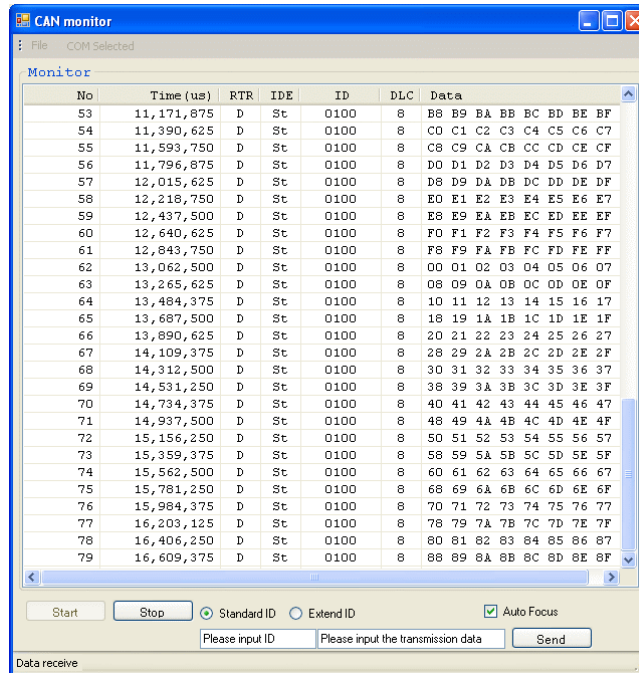 CAN monitor
File COM Selected
Monitor
No Time(us) RTR IDE ID DLC Data
53 11,171,875 D St 0100 8 B8 B9 BA BB BC BD BE BF
54 11,390,625 D St 0100 8 C0 C1 C2 C3 C4 C5 C6 C7
55 11,593,750 D St 0100 8 C8 C9 CA CB CC CD CE CF
56 11,796,875 D St 0100 8 D0 D1 D2 D3 D4 D5 D6 D7
57 12,015,625 D St 0100 8 D8 D9 DA DB DC DD DE DF
58 12,218,750 D St 0100 8 E0 E1 E2 E3 E4 E5 E6 E7
59 12,437,500 D St 0100 8 E8 E9 EA EB EC ED EE EF
60 12,640,625 D St 0100 8 F0 F1 F2 F3 F4 F5 F6 F7
61 12,843,750 D St 0100 8 F8 F9 FA FB FC FD FE FF
62 13,062,500 D St 0100 8 00 01 02 03 04 05 06 07
63 13,265,625 D St 0100 8 08 09 0A 0B 0C 0D 0E 0F
64 13,484,375 D St 0100 8 10 11 12 13 14 15 16 17
65 13,687,500 D St 0100 8 18 19 1A 1B 1C 1D 1E 1F
66 13,890,625 D St 0100 8 20 21 22 23 24 25 26 27
67 14,109,375 D St 0100 8 28 29 2A 2B 2C 2D 2E 2F
68 14,312,500 D St 0100 8 30 31 32 33 34 35 36 37
69 14,531,250 D St 0100 8 38 39 3A 3B 3C 3D 3E 3F
70 14,734,375 D St 0100 8 40 41 42 43 44 45 46 47
71 14,937,500 D St 0100 8 48 49 4A 4B 4C 4D 4E 4F
72 15,156,250 D St 0100 8 50 51 52 53 54 55 56 57
73 15,359,375 D St 0100 8 58 59 5A 5B 5C 5D 5E 5F
74 15,562,500 D St 0100 8 60 61 62 63 64 65 66 67
75 15,781,250 D St 0100 8 68 69 6A 6B 6C 6D 6E 6F
76 15,984,375 D St 0100 8 70 71 72 73 74 75 76 77
77 16,203,125 D St 0100 8 78 79 7A 7B 7C 7D 7E 7F
78 16,406,250 D St 0100 8 80 81 82 83 84 85 86 87
79 16,609,375 D St 0100 8 88 89 8A 8B 8C 8D 8E 8F
Start Stop Standard ID Extend ID Auto Focus
Please input ID Please input the transmission data Send
Data receive